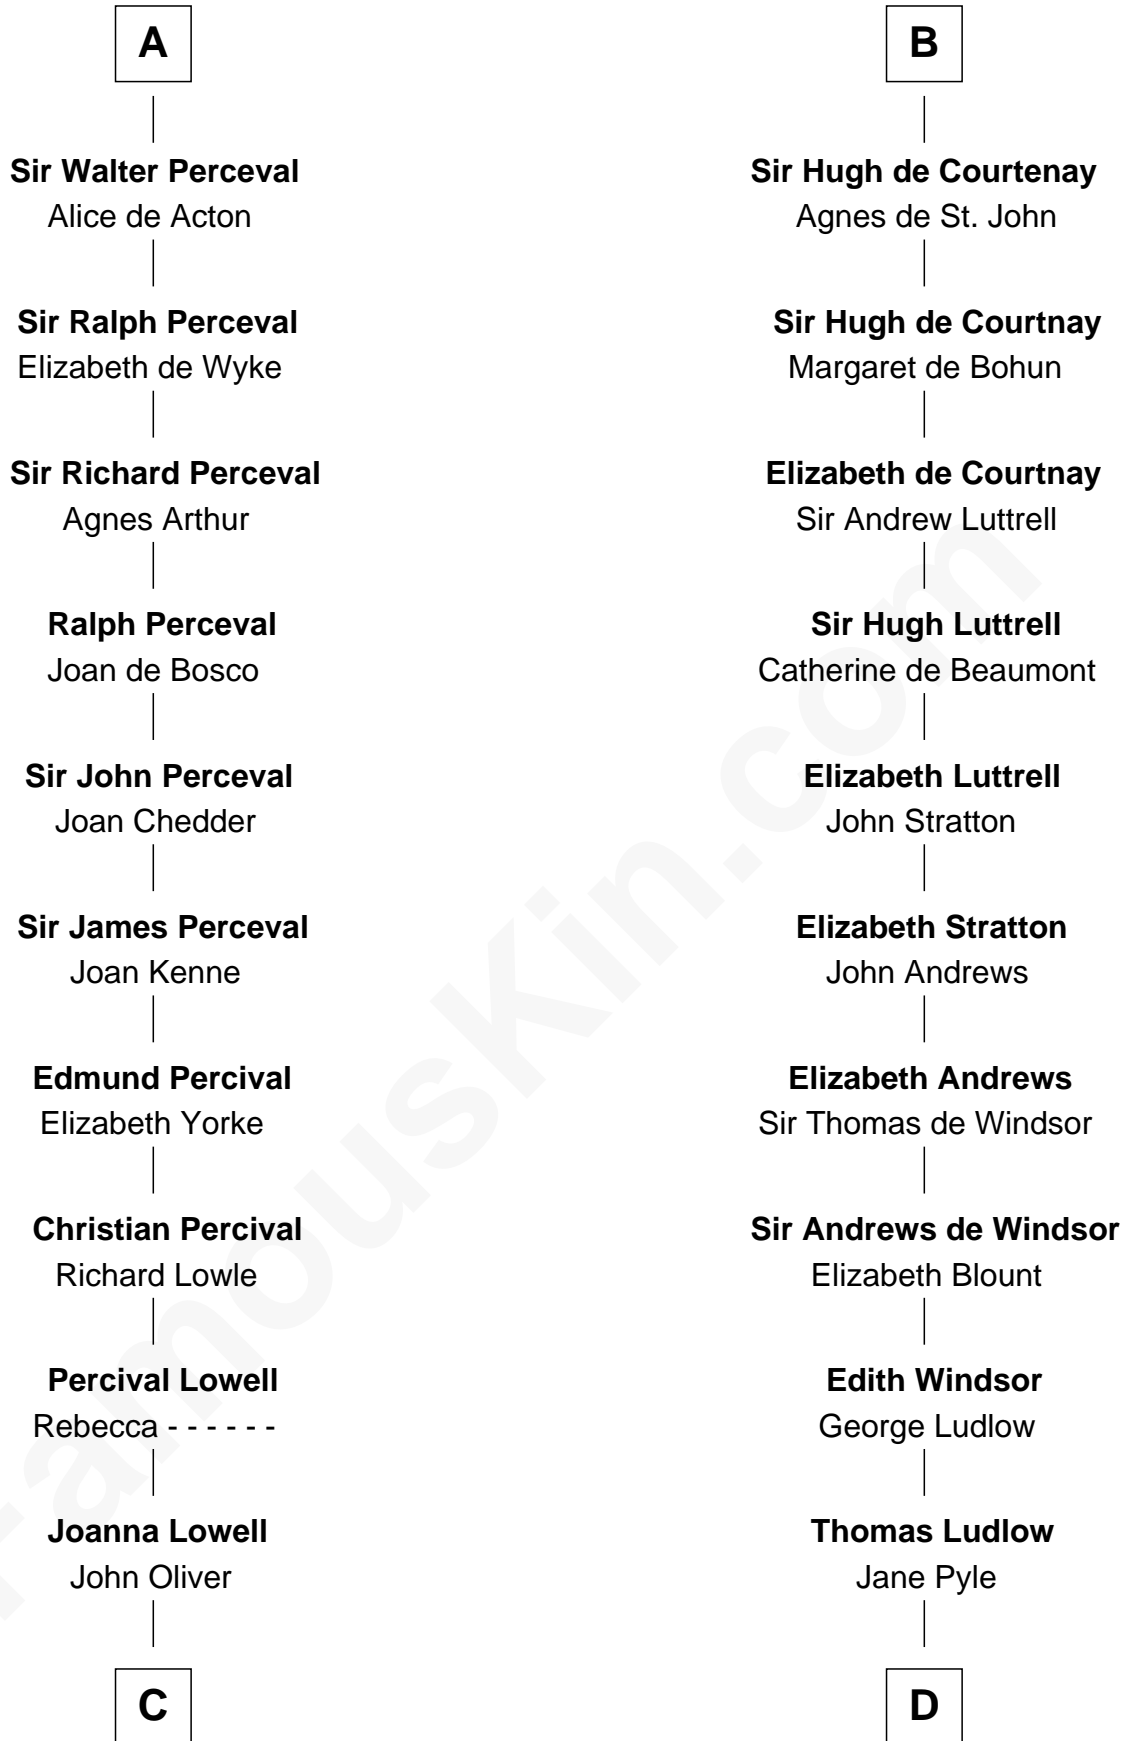 A
Sir Walter Perceval
Alice de Acton
Sir Ralph Perceval
Elizabeth de Wyke
Sir Richard Perceval
Agnes Arthur
Ralph Perceval
Joan de Bosco
Sir John Perceval
Joan Chedder
Sir James Perceval
Joan Kenne
Edmund Percival
Elizabeth Yorke
Christian Percival
Richard Lowle
Percival Lowell
Rebecca - - - - - -
Joanna Lowell
John Oliver
C
B
Sir Hugh de Courtenay
Agnes de St. John
Sir Hugh de Courtnay
Margaret de Bohun
Elizabeth de Courtnay
Sir Andrew Luttrell
Sir Hugh Luttrell
Catherine de Beaumont
Elizabeth Luttrell
John Stratton
Elizabeth Stratton
John Andrews
Elizabeth Andrews
Sir Thomas de Windsor
Sir Andrews de Windsor
Elizabeth Blount
Edith Windsor
George Ludlow
Thomas Ludlow
Jane Pyle
D
FamousKin.com